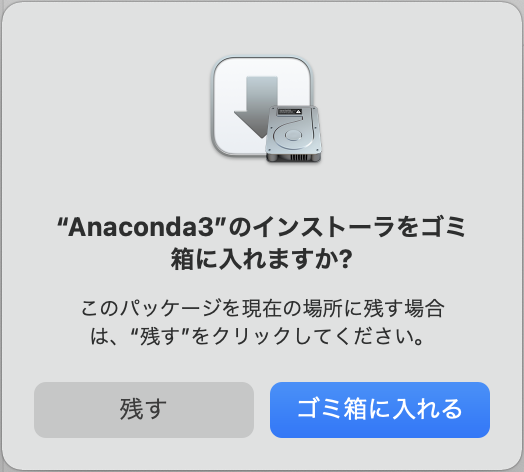 “Anaconda3”のインストーラをゴミ
箱に入れますか?
このパッケージを現在の場所に残す場合
は、“残す”をクリックしてください。
残す
ゴミ箱に入れる